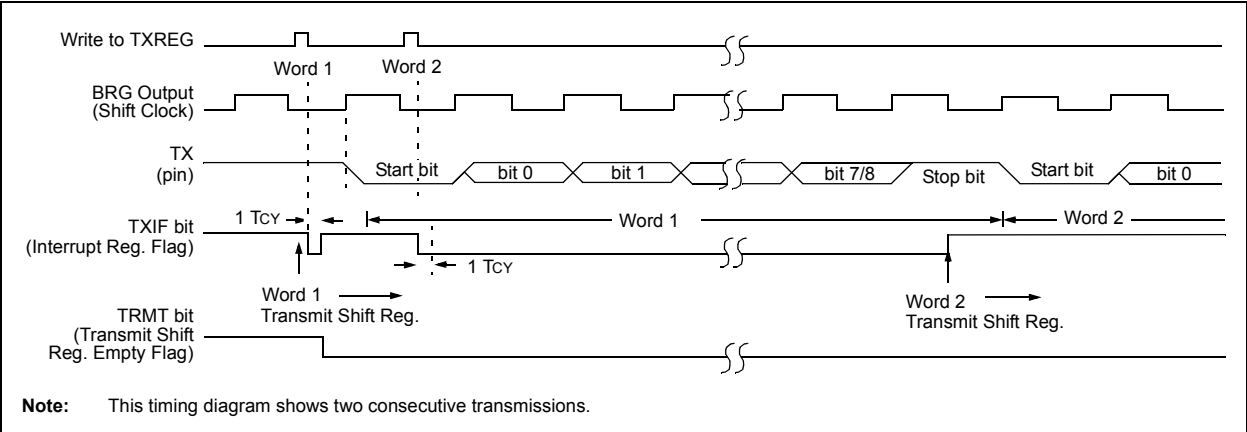 Write to TXREG
Word 1
Word 2
BRG Output
(Shift Clock)
TX
(pin)
Start bit
bit 0
bit 1
bit 7/8
Stop bit
Start bit
bit 0
1 TCY
Word 1
Word 2
TXIF bit
(Interrupt Reg. Flag)
1 TCY
Word 1
Transmit Shift Reg.
Word 2
Transmit Shift Reg.
TRMT bit
(Transmit Shift
Reg. Empty Flag)
Note: This timing diagram shows two consecutive transmissions.